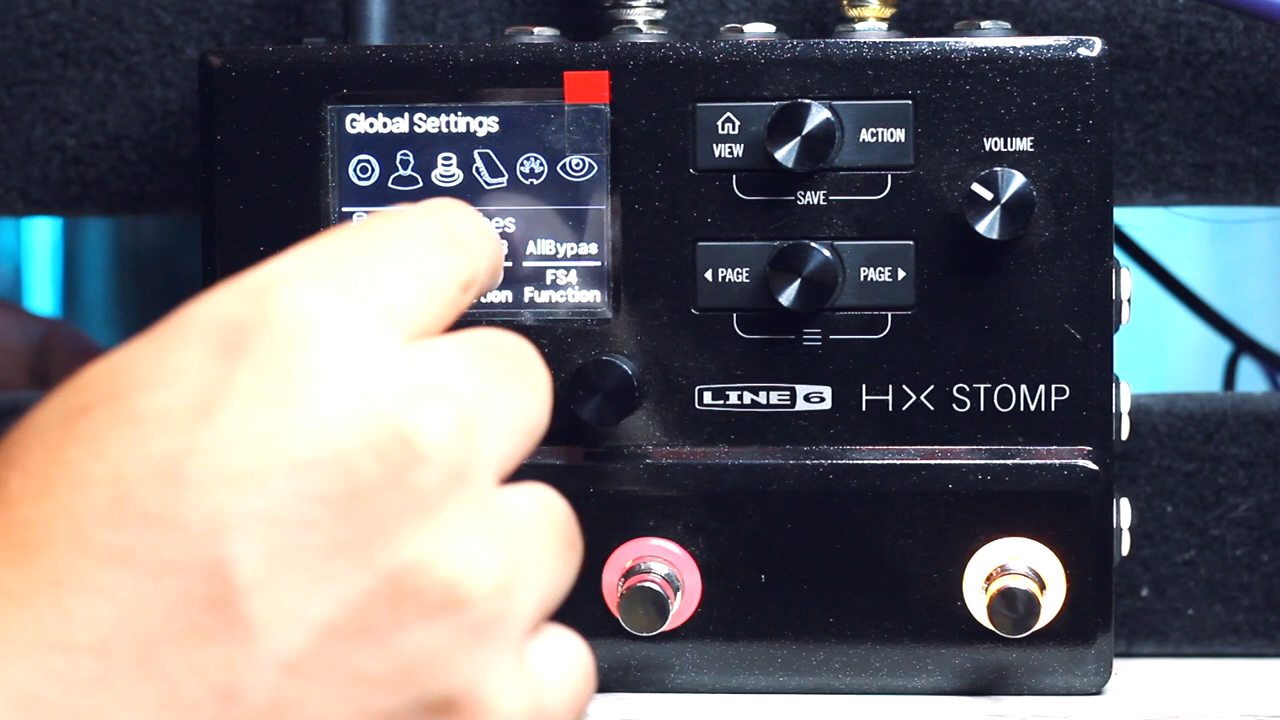 Global Settings
AllBypas
FS4
Function
VIEW
ACTION
SAVE
VOLUME
PAGE
PAGE
LINE 6
HX STOMP